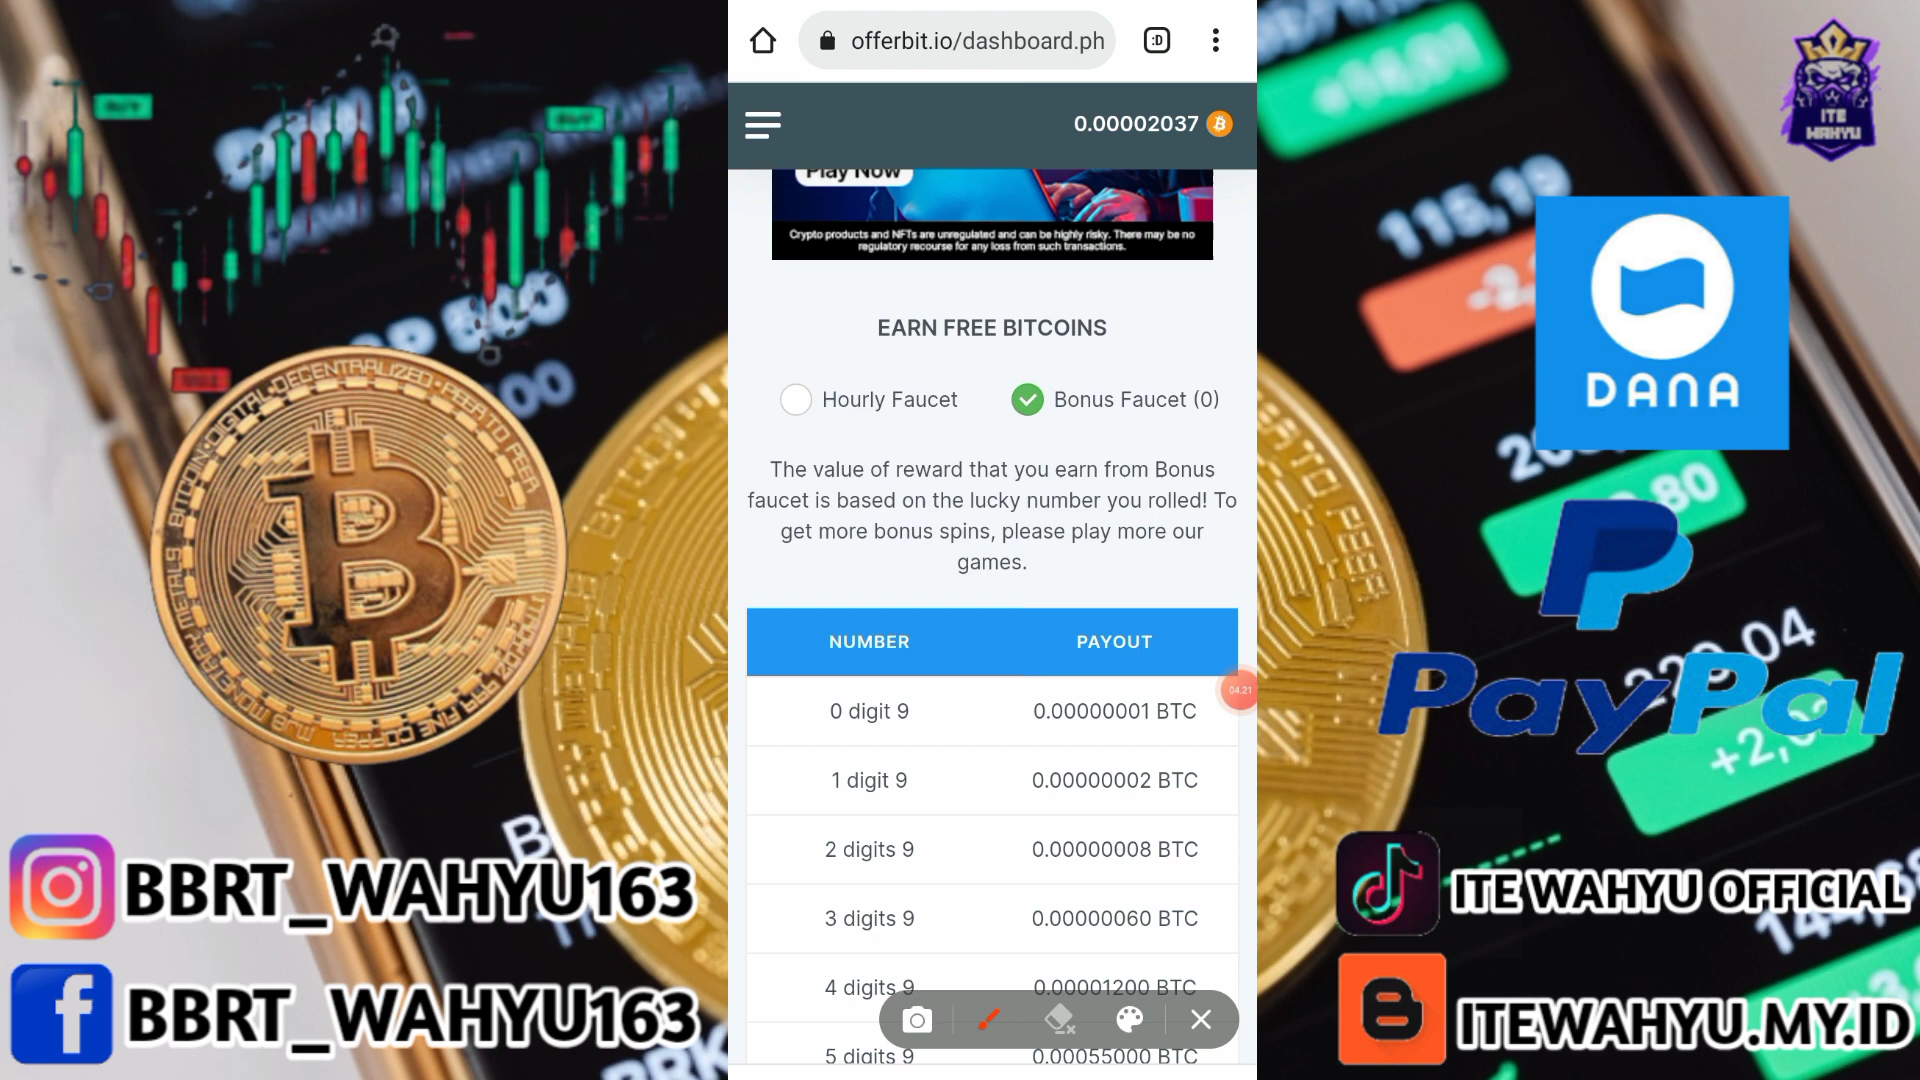 offerbit.io/dashboard.ph
:D
0.00002037
Play Now
Crypto products and NFTs are unregulated and can be highly risky. There may be no
regulatory recourse for any loss from such transactions.
EARN FREE BITCOINS
Hourly Faucet
Bonus Faucet (0)
The value of reward that you earn from Bonus
faucet is based on the lucky number you rolled! To
get more bonus spins, please play more our
games.
NUMBER PAYOUT
0 digit 9 0.00000001 BTC
1 digit 9 0.00000002 BTC
2 digits 9 0.00000008 BTC
3 digits 9 0.00000060 BTC
4 digits 9 0.00001200 BTC
5 digits 9 0.00055000 BTC
04:21
BBRT_WAHYU163
BBRT_WAHYU163
ITE
WAHYU
115,19
DANA
PayPal
ITE WAHYU OFFICIAL
ITEWAHYU.MY.ID